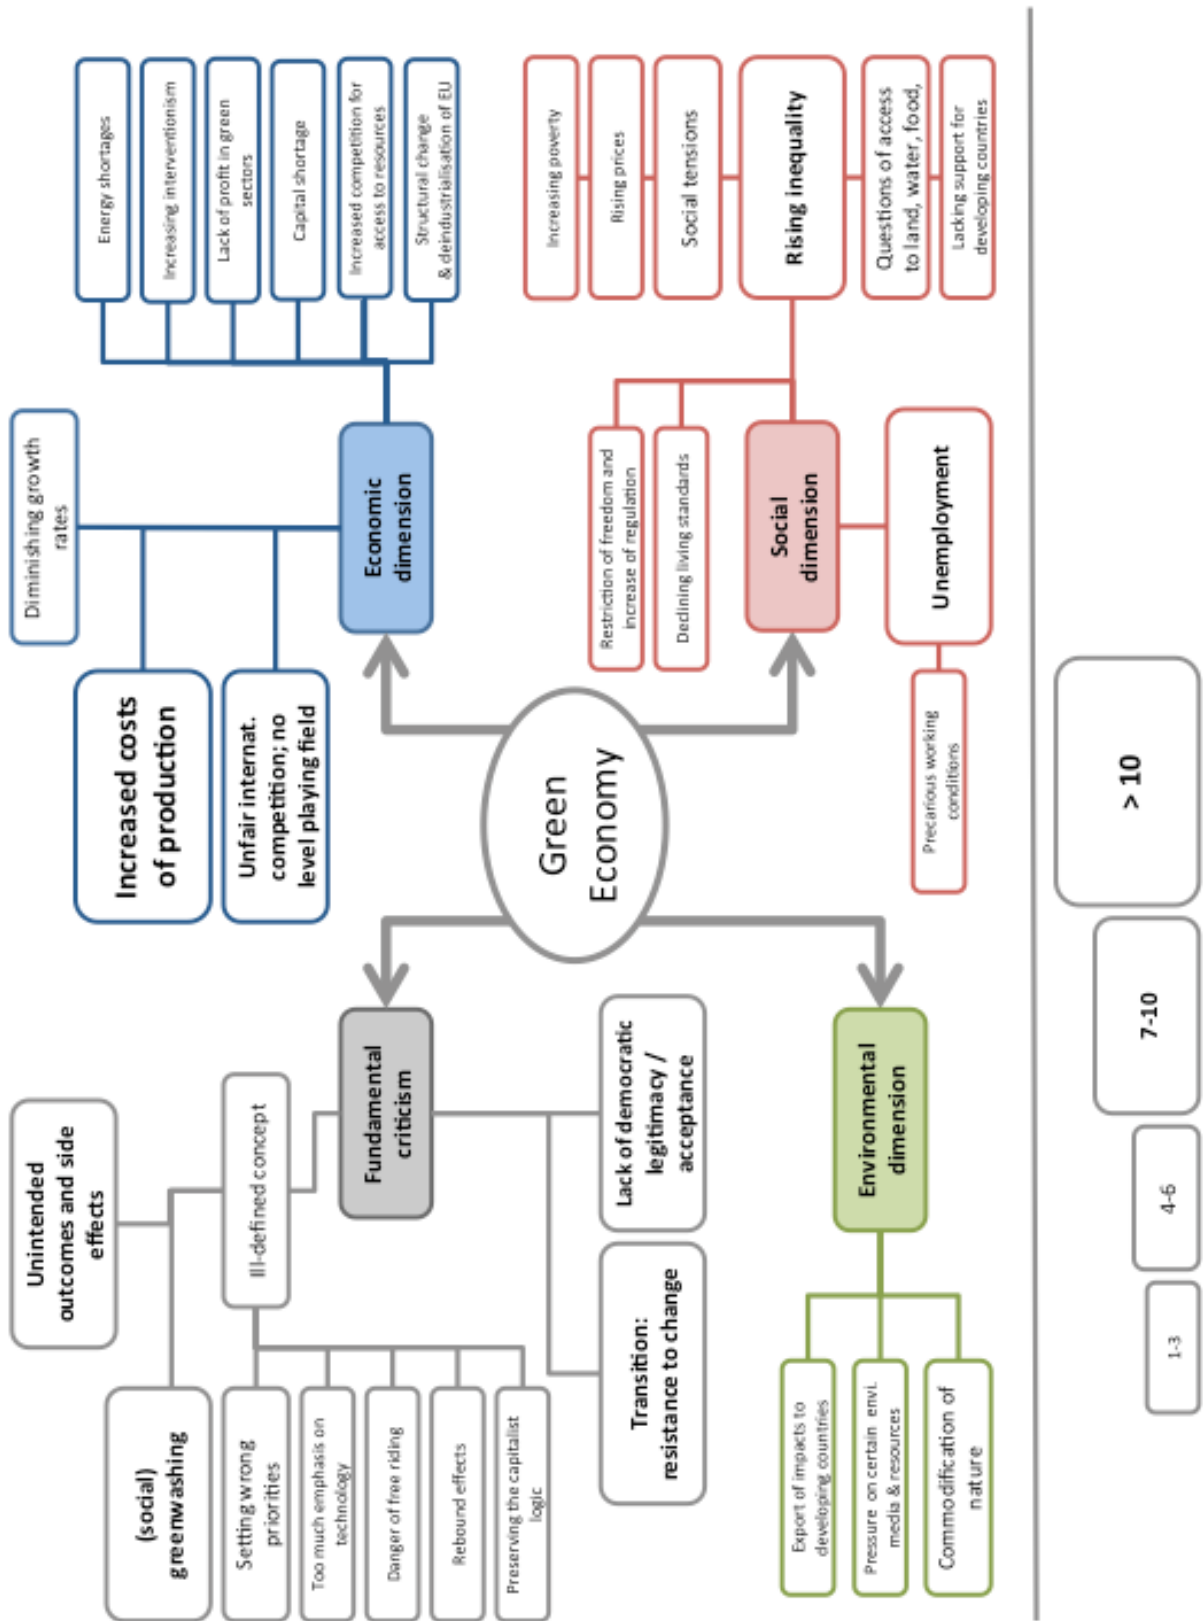 Unintended
outcomes and side
effects
(social)
greenwashing
Ill-defined concept
Setting wrong
priorities
Too much emphasis on
technology
Danger of free riding
Rebound effects
Preserving the capitalist
logic
Fundamental
criticism
Transition:
resistance to change
Lack of democratic
legitimacy /
acceptance
Diminishing growth
rates
Increased costs
of production
Unfair internat.
competition; no
level playing field
Economic
dimension
Energy shortages
Increasing interventionism
Lack of profit in green
sectors
Capital shortage
Increased competition for
access to resources
Structural change
& deindustrialisation of EU
Green
Economy
Environmental
dimension
Export of impacts to
developing countries
Pressure on certain envi.
media & resources
Commodification of
nature
Restriction of freedom and
increase of regulation
Declining living standards
Social
dimension
Unemployment
Precarious working
conditions
Increasing poverty
Rising prices
Social tensions
Rising inequality
Questions of access
to land, water, food,
Lacking support for
developing countries
1-3
4-6
7-10
> 10